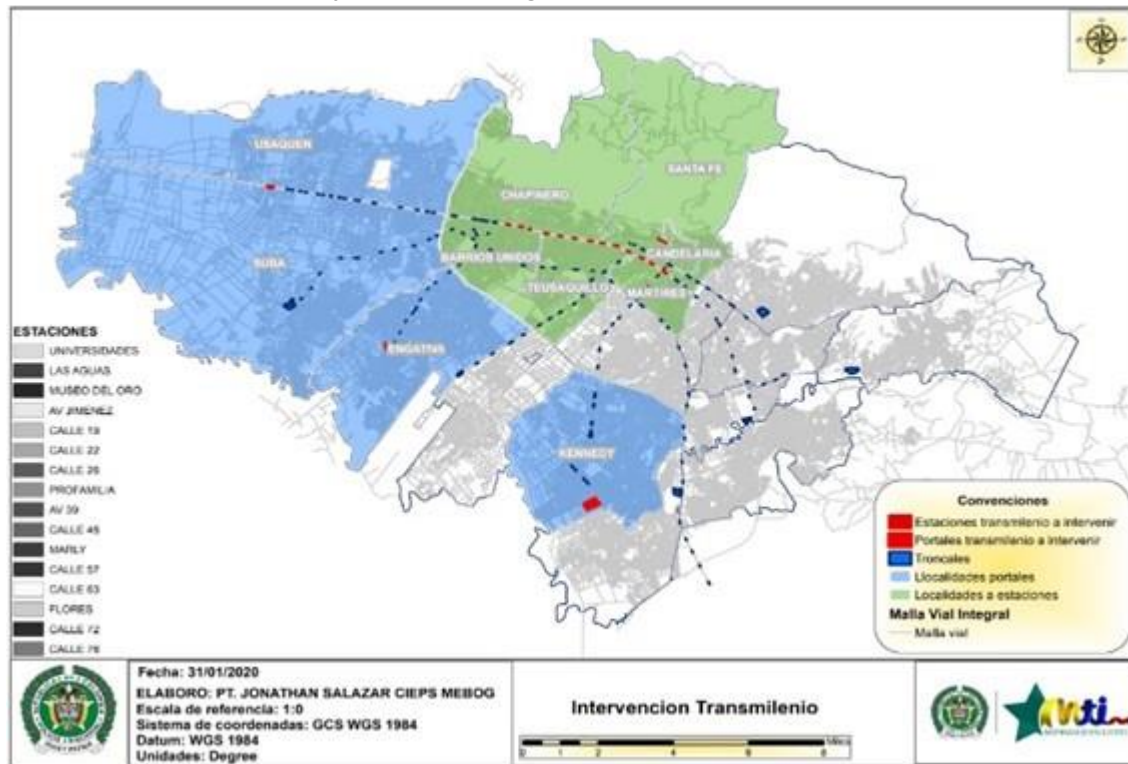 USAQUEN
SANTA FE
CHAPINERO
SUBA
BARRIOS UNIDOS
CANDELARIA
TEUSAQUILLO
MARTIRES
ENGATIVA
KENNEDY
ESTACIONES
UNIVERSIDADES
LAS AGUAS
MUSEO DEL ORO
AV JIMENEZ
CALLE 19
CALLE 22
CALLE 26
PROFAMILIA
AV 39
CALLE 45
MARLY
CALLE 57
CALLE 63
FLORES
CALLE 72
CALLE 76
Convenciones
Estaciones transmilenio a intervenir
Portales transmilenio a intervenir
Troncales
Llocalidades portales
Localidades a estaciones
Malla Vial Integral
Malla vial
Fecha: 31/01/2020
ELABORO: PT. JONATHAN SALAZAR CIEPS MEBOG
Escala de referencia: 1:0
Sistema de coordenadas: GCS WGS 1984
Datum: WGS 1984
Unidades: Degree
Intervencion Transmilenio
Miles
0 1 2 4 6 8